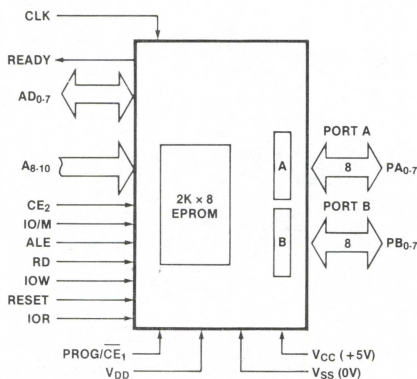 CLK
READY
AD0-7
A8-10
CE2
IO/M
ALE
RD
IOW
RESET
IOR
2K × 8
EPROM
A
B
PORT A
8
PA0-7
PORT B
8
PB0-7
PROG/C̅E̅1
VDD
VCC (+5V)
VSS (0V)